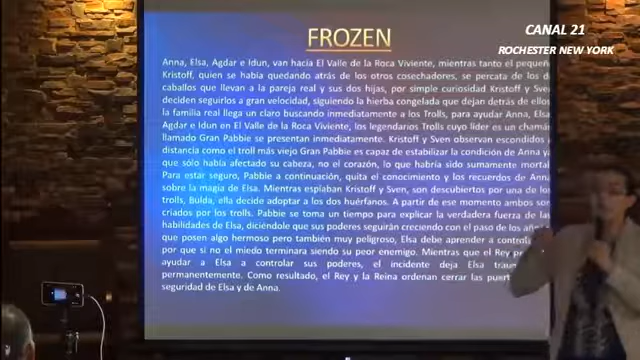 CANAL 21
ROCHESTER NEW YORK
FROZEN
Anna, Elsa, Agdar e Idun, van hacia El Valle de la Roca Viviente, mientras tanto el pequeñ
Kristoff, quien se había quedando atrás de los otros cosechadores, se percata de los d
caballos que llevan a la pareja real y sus dos hijas, por simple curiosidad Kristoff y Sve
deciden seguirlos a gran velocidad, siguiendo la hierba congelada que dejan detrás de ellos
la familia real llega un claro buscando inmediatamente a los Trolls, para ayudar Anna, Elsa
Agdar e Idun en El Valle de la Roca Viviente, los legendarios Trolls cuyo líder es un chamá
llamado Gran Pabbie se presentan inmediatamente. Kristoff y Sven observan escondidos
distancia como el troll más viejo Gran Pabbie es capaz de estabilizar la condición de Anna y
que sólo había afectado su cabeza, no el corazón, lo que habría sido sumamente mortal
Para estar seguro, Pabbie a continuación, quita el conocimiento y los recuerdos de Ann
sobre la magia de Elsa. Mientras espiaban Kristoff y Sven, son descubiertos por una de lo
trolls, Bulda, ella decide adoptar a los dos huérfanos. A partir de ese momento ambos son
criados por los trolls. Pabbie se toma un tiempo para explicar la verdadera fuerza de las
habilidades de Elsa, diciéndole que sus poderes seguirán creciendo con el paso de los años
que posen algo hermoso pero también muy peligroso, Elsa debe aprender a control
por que si no el miedo terminara siendo su peor enemigo. Mientras que el Rey p
ayudar a Elsa a controlar sus poderes, el incidente deja Elsa trau
permanentemente. Como resultado, el Rey y la Reina ordenan cerrar las puer
seguridad de Elsa y de Anna.